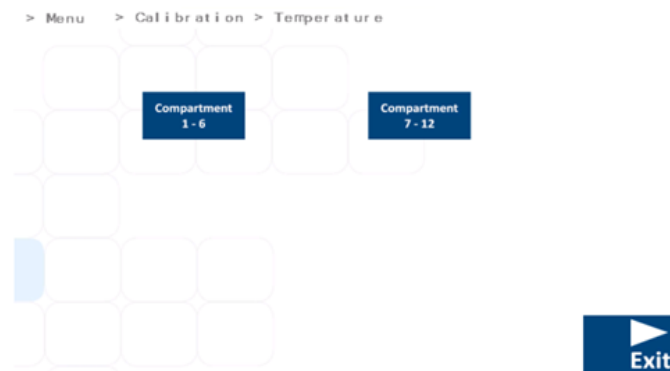 > Menu > Calibration > Temperature
Compartment
1 - 6
Compartment
7 - 12
Exit